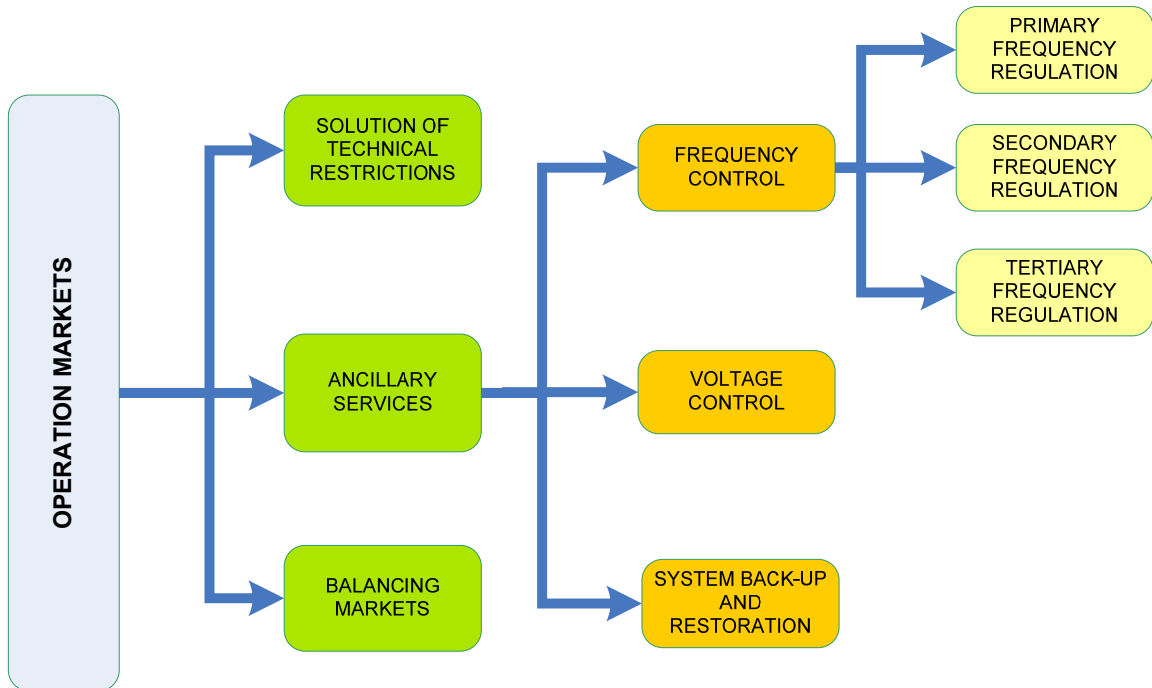 OPERATION MARKETS
SOLUTION OF
TECHNICAL
RESTRICTIONS
ANCILLARY
SERVICES
BALANCING
MARKETS
FREQUENCY
CONTROL
VOLTAGE
CONTROL
SYSTEM BACK-UP
AND
RESTORATION
PRIMARY
FREQUENCY
REGULATION
SECONDARY
FREQUENCY
REGULATION
TERTIARY
FREQUENCY
REGULATION